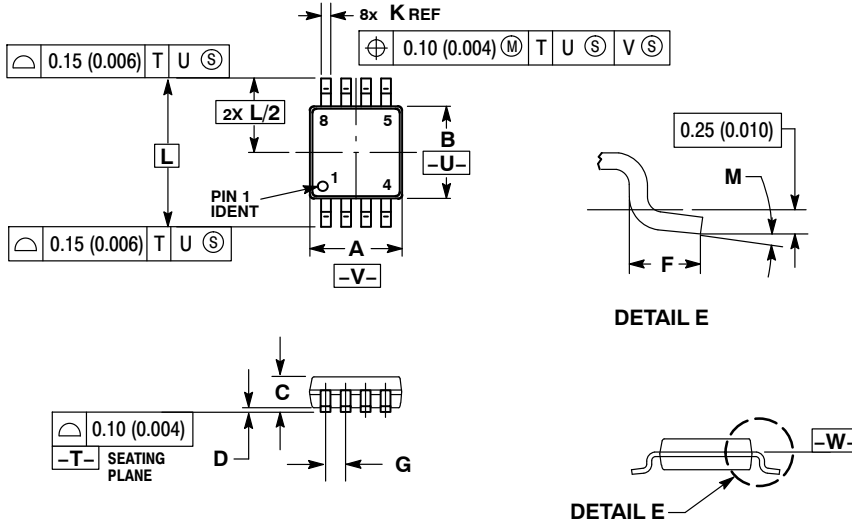 8x K REF
⌖ 0.10 (0.004) Ⓜ T U Ⓢ V Ⓢ
⌓ 0.15 (0.006) T U Ⓢ
2X L/2
L
8 5
1 4
PIN 1
IDENT
B
–U–
⌓ 0.15 (0.006) T U Ⓢ
A
–V–
0.25 (0.010)
M
F
DETAIL E
C
⌓ 0.10 (0.004)
–T– SEATING
PLANE
D
G
–W–
DETAIL E